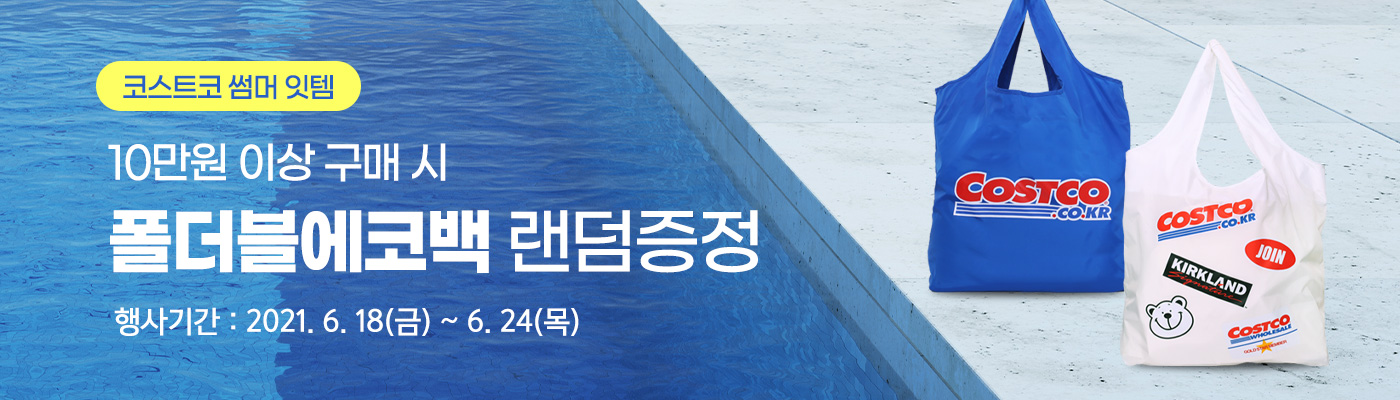 코스트코 썸머 잇템
10만원 이상 구매 시
폴더블에코백 랜덤증정
행사기간 : 2021. 6. 18(금) ~ 6. 24(목)
COSTCO
.CO.KR
COSTCO
.CO.KR
JOIN
KIRKLAND
Signature
COSTCO
WHOLESALE
GOLD STAR MEMBER